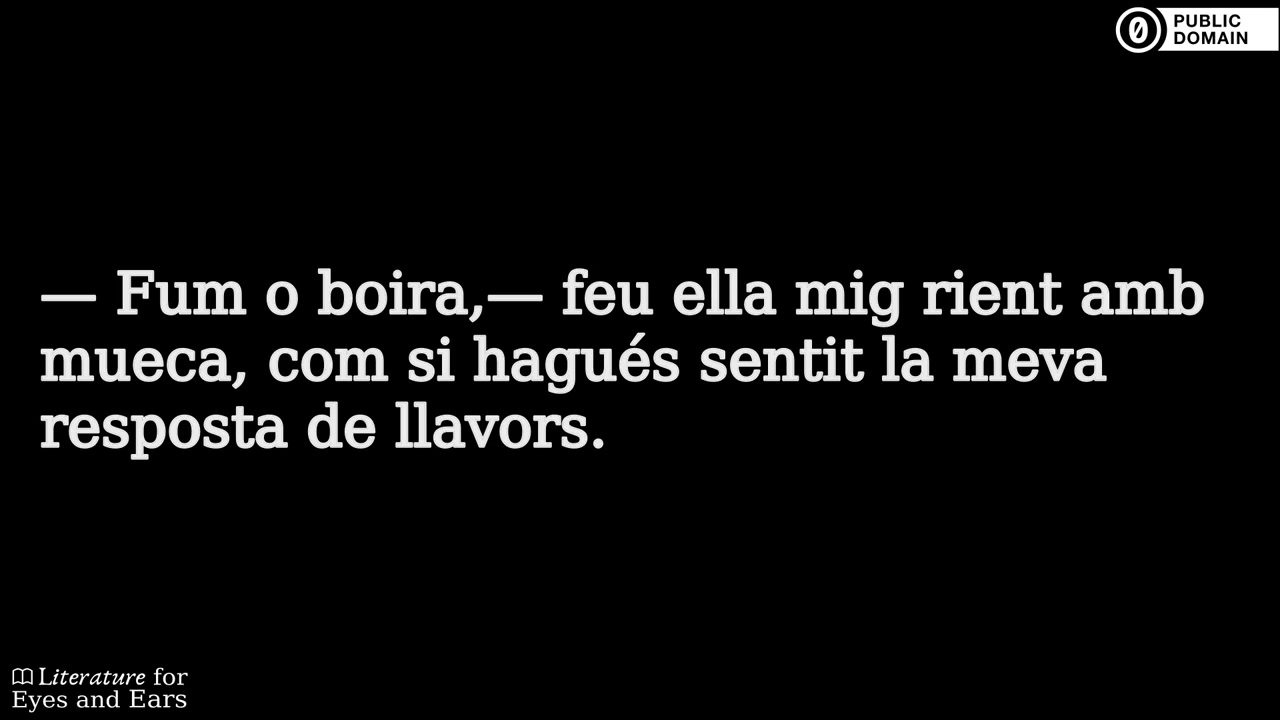 PUBLIC
DOMAIN
— Fum o boira,— feu ella mig rient amb
mueca, com si hagués sentit la meva
resposta de llavors.
Literature for
Eyes and Ears